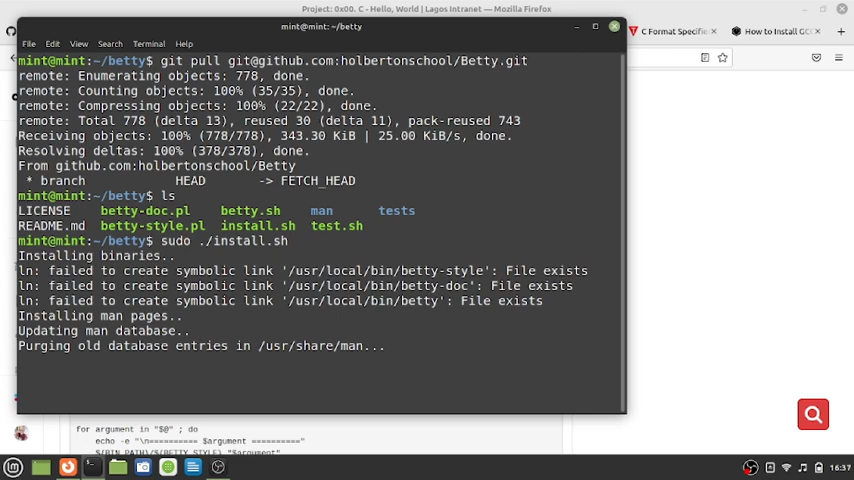 Project: 0x00. C - Hello, World | Lagos Intranet — Mozilla Firefox
mint@mint: ~/betty
C Format Specifie
How to Install GC
File Edit View Search Terminal Help
mint@mint:~/betty$ git pull git@github.com:holbertonschool/Betty.git
remote: Enumerating objects: 778, done.
remote: Counting objects: 100% (35/35), done.
remote: Compressing objects: 100% (22/22), done.
remote: Total 778 (delta 13), reused 30 (delta 11), pack-reused 743
Receiving objects: 100% (778/778), 343.30 KiB | 25.00 KiB/s, done.
Resolving deltas: 100% (378/378), done.
From github.com:holbertonschool/Betty
 * branch            HEAD       -> FETCH_HEAD
mint@mint:~/betty$ ls
LICENSE    betty-doc.pl    betty.sh    man      tests
README.md  betty-style.pl  install.sh  test.sh
mint@mint:~/betty$ sudo ./install.sh
Installing binaries..
ln: failed to create symbolic link '/usr/local/bin/betty-style': File exists
ln: failed to create symbolic link '/usr/local/bin/betty-doc': File exists
ln: failed to create symbolic link '/usr/local/bin/betty': File exists
Installing man pages..
Updating man database..
Purging old database entries in /usr/share/man...
for argument in "$@" ; do
echo -e "\n========== $argument =========="
${BIN_PATH}/${BETTY_STYLE} "$argument"
16:37